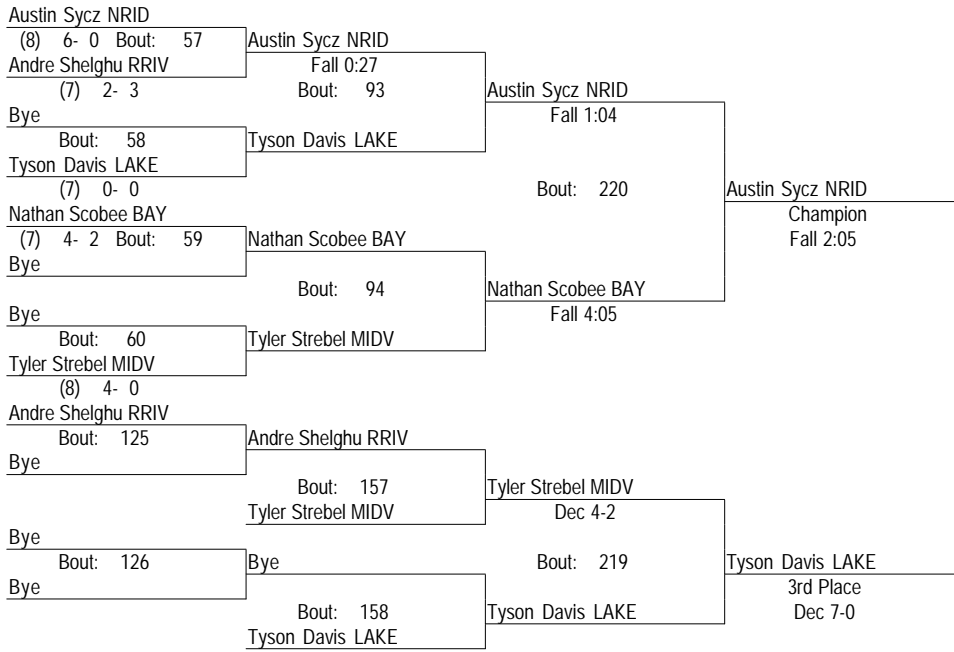 Austin Sycz NRID
(8) 6- 0 Bout: 57
Austin Sycz NRID
Andre Shelghu RRIV
Fall 0:27
(7) 2- 3
Bout: 93
Austin Sycz NRID
Bye
Fall 1:04
Bout: 58
Tyson Davis LAKE
Tyson Davis LAKE
(7) 0- 0
Bout: 220
Austin Sycz NRID
Nathan Scobee BAY
Champion
(7) 4- 2 Bout: 59
Nathan Scobee BAY
Fall 2:05
Bye
Bout: 94
Nathan Scobee BAY
Bye
Fall 4:05
Bout: 60
Tyler Strebel MIDV
Tyler Strebel MIDV
(8) 4- 0
Andre Shelghu RRIV
Bout: 125
Andre Shelghu RRIV
Bye
Bout: 157
Tyler Strebel MIDV
Tyler Strebel MIDV
Dec 4-2
Bye
Bout: 126
Bye
Bout: 219
Tyson Davis LAKE
Bye
3rd Place
Bout: 158
Tyson Davis LAKE
Dec 7-0
Tyson Davis LAKE